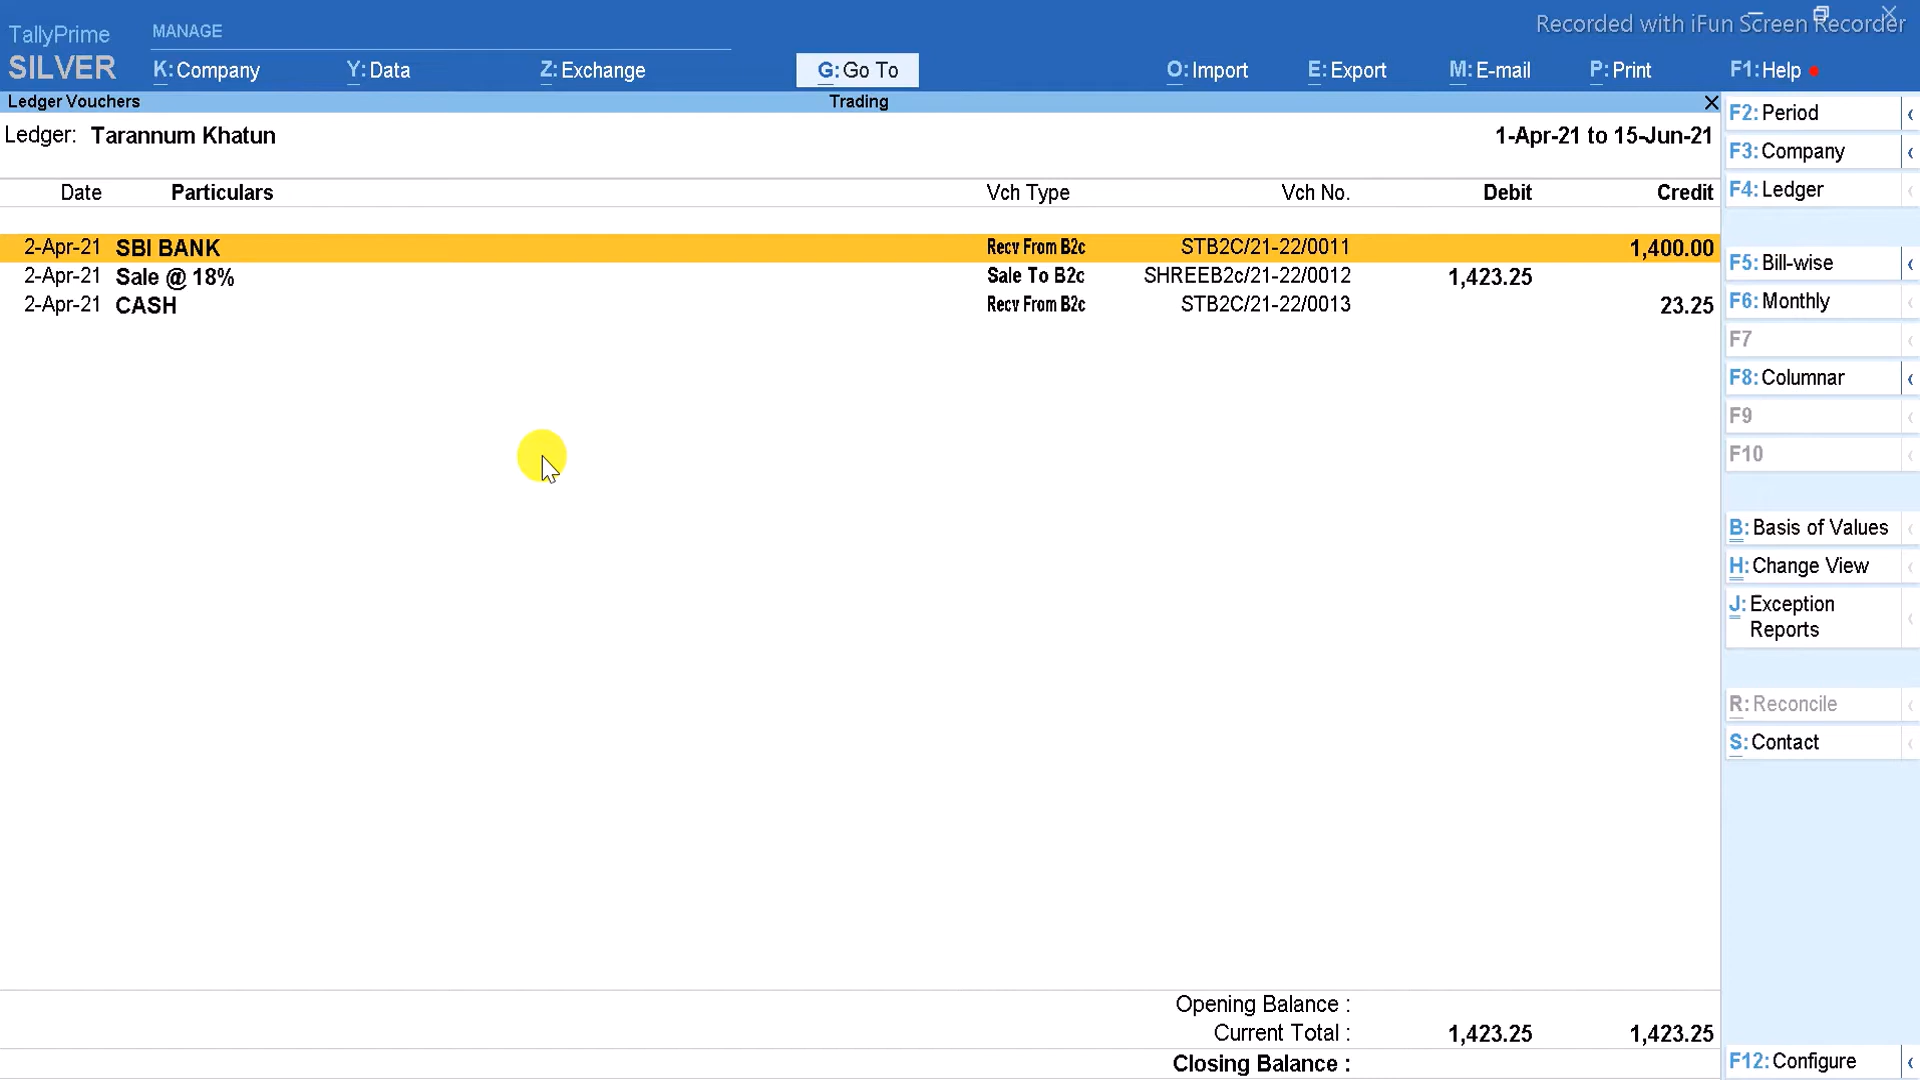 Recorded with iFun Screen Recorder
TallyPrime
MANAGE
SILVER
K: Company
Y: Data
Z: Exchange
G: Go To
O: Import
E: Export
M: E-mail
P: Print
F1: Help
Ledger Vouchers
Trading
Ledger: Tarannum Khatun
1-Apr-21 to 15-Jun-21
Date Particulars Vch Type Vch No. Debit Credit
2-Apr-21 SBI BANK Recv From B2c STB2C/21-22/0011 1,400.00
2-Apr-21 Sale @ 18% Sale To B2c SHREEB2c/21-22/0012 1,423.25
2-Apr-21 CASH Recv From B2c STB2C/21-22/0013 23.25
Opening Balance :
Current Total : 1,423.25 1,423.25
Closing Balance :
F2: Period
F3: Company
F4: Ledger
F5: Bill-wise
F6: Monthly
F7
F8: Columnar
F9
F10
B: Basis of Values
H: Change View
J: Exception
Reports
R: Reconcile
S: Contact
F12: Configure